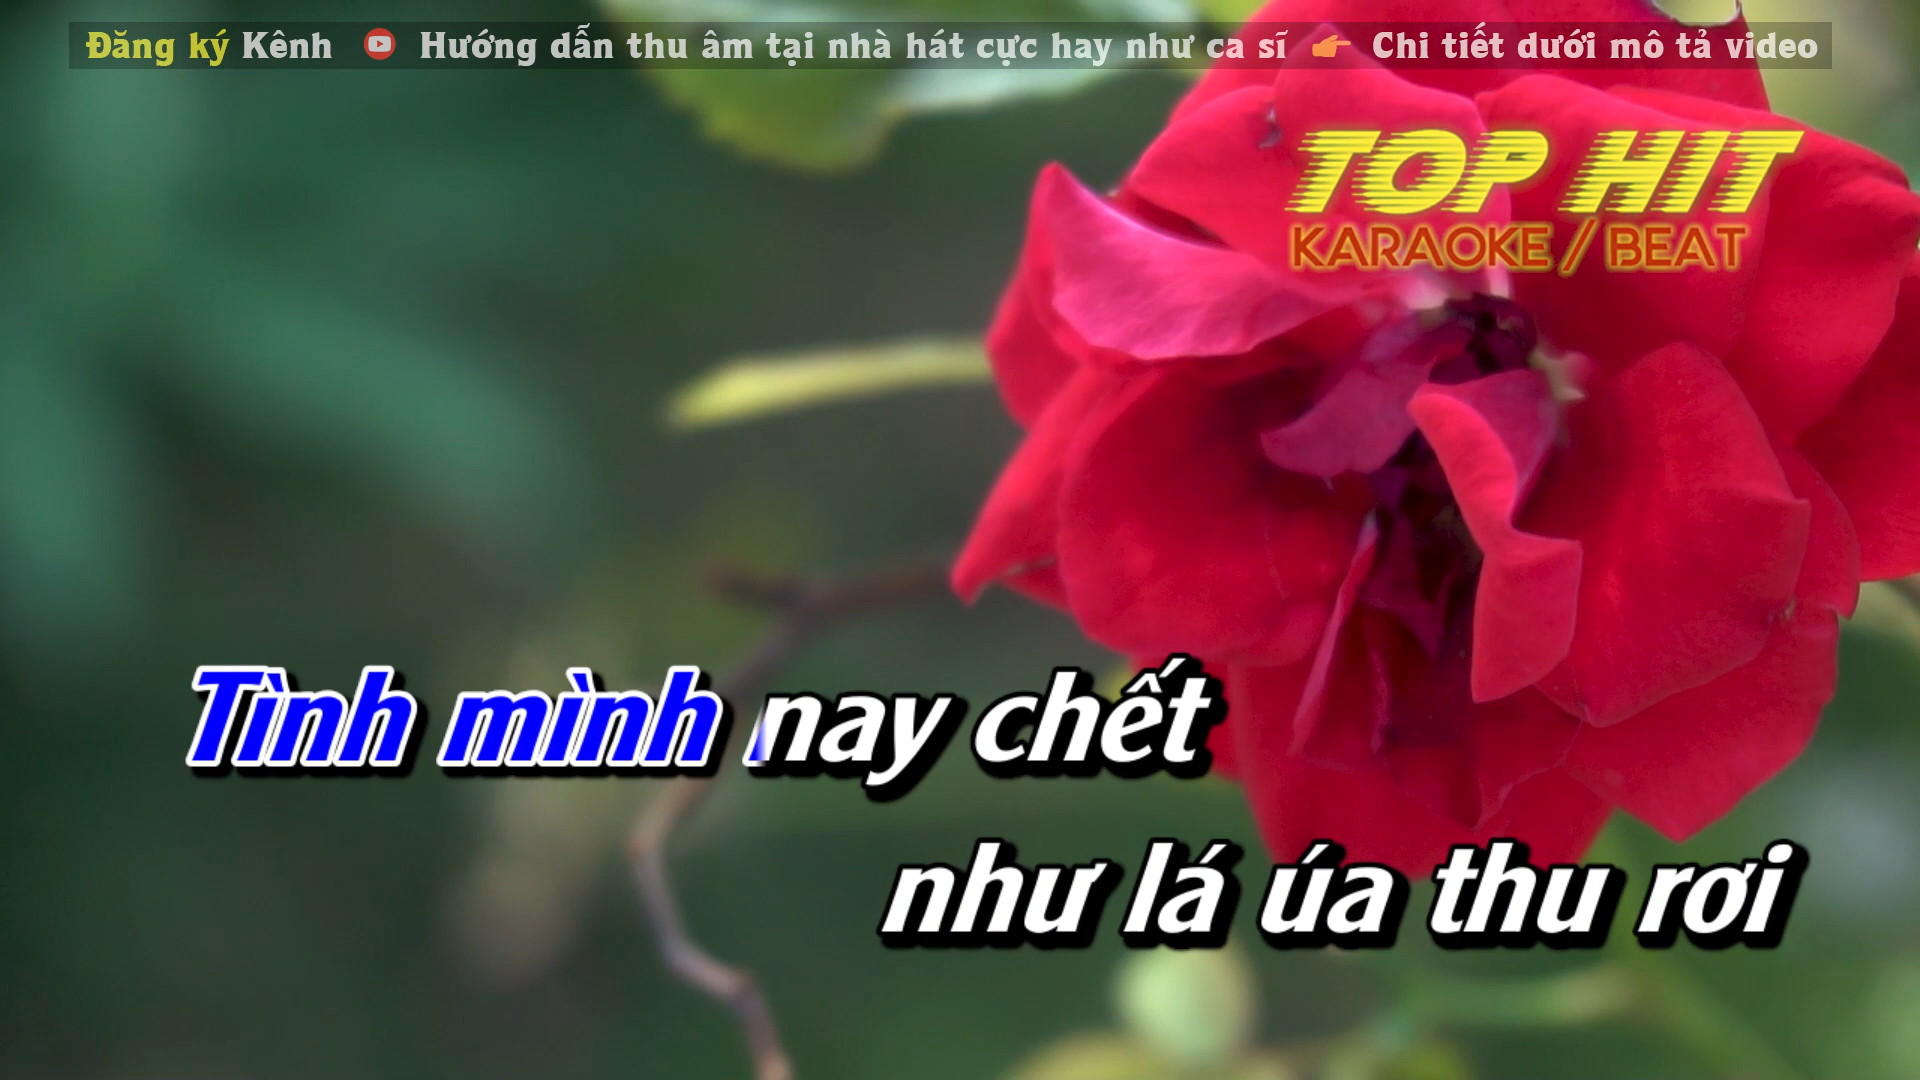 Đăng ký Kênh Hướng dẫn thu âm tại nhà hát cực hay như ca sĩ Chi tiết dưới mô tả video
TOP HIT
KARAOKE / BEAT
Tình mình nay chết
như lá úa thu rơi